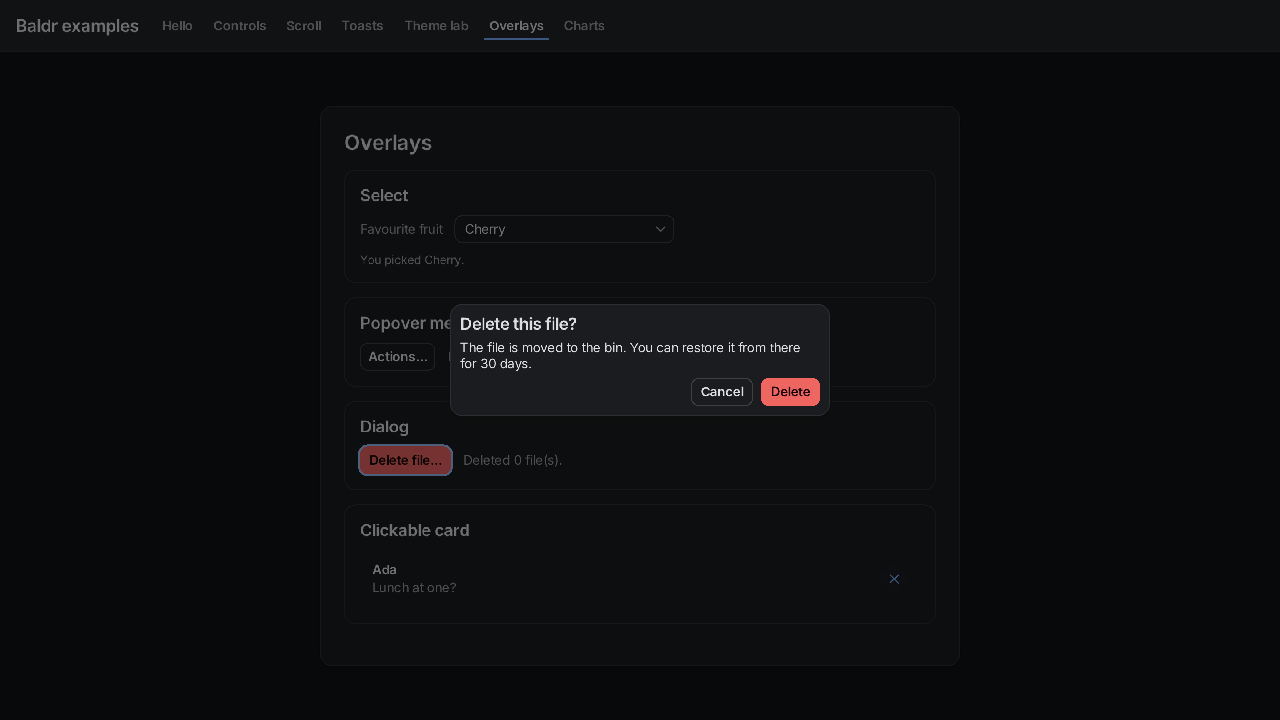 Baldr examples Hello Controls Scroll Toasts Theme lab Overlays Charts
Overlays
Select
Favourite fruit Cherry
You picked Cherry.
Popover me
Actions...
Delete this file?
The file is moved to the bin. You can restore it from there
for 30 days.
Cancel Delete
Dialog
Delete file... Deleted 0 file(s).
Clickable card
Ada
Lunch at one?